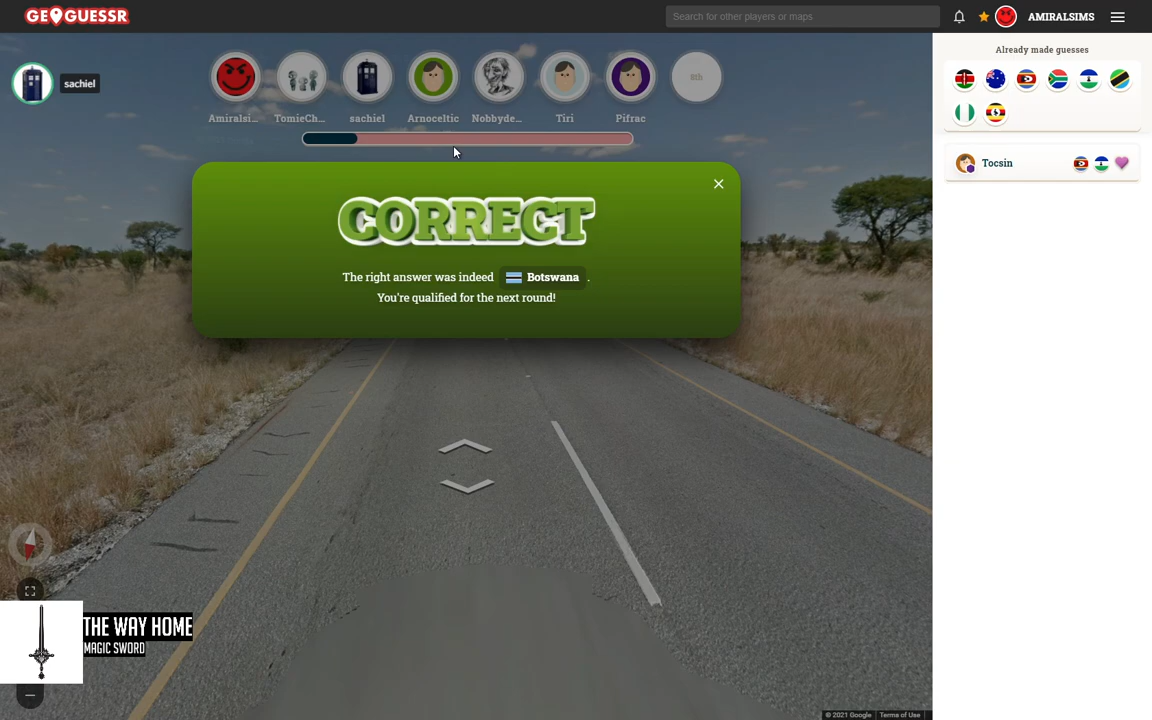 GEOGUESSR
Search for other players or maps
AMIRALSIMS
sachiel
8th
Amiralsi...
TomieCh...
sachiel
Arnoceltic
Nobbyde...
Tiri
Pifrac
Already made guesses
Tocsin
CORRECT
The right answer was indeed Botswana .
You're qualified for the next round!
THE WAY HOME
MAGIC SWORD
© 2021 Google
Terms of Use